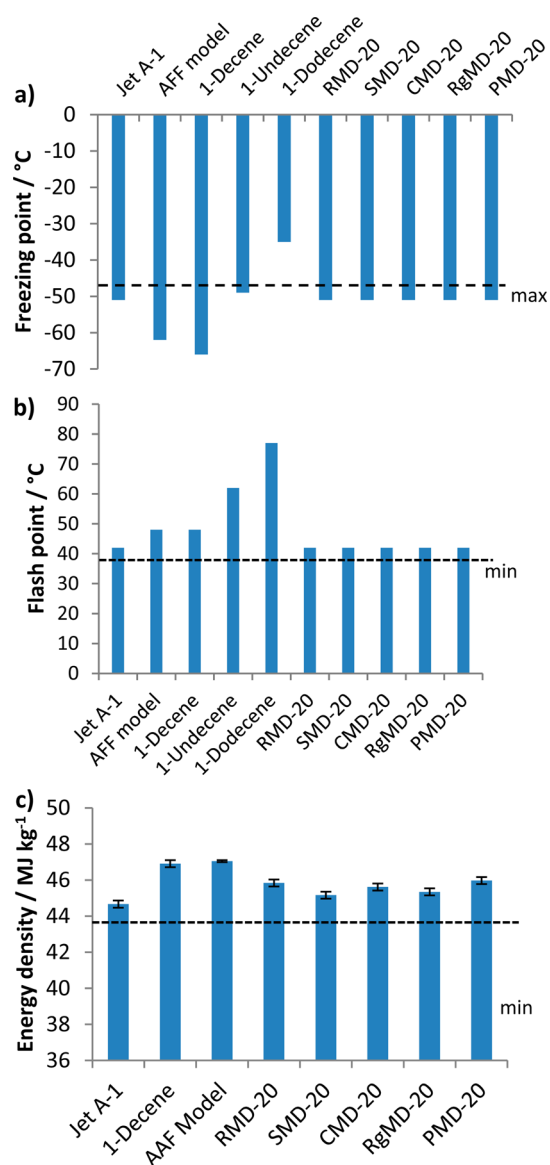 a)
Jet A-1
AFF model
1-Decene
1-Undecene
1-Dodecene
RMD-20
SMD-20
CMD-20
RgMD-20
PMD-20
Freezing point / °C
0
-10
-20
-30
-40
-50
-60
-70
max
b)
Flash point / °C
90
80
70
60
50
40
30
20
10
0
min
Jet A-1
AFF model
1-Decene
1-Undecene
1-Dodecene
RMD-20
SMD-20
CMD-20
RgMD-20
PMD-20
c)
Energy density / MJ kg-1
50
48
46
44
42
40
38
36
min
Jet A-1
1-Decene
AAF Model
RMD-20
SMD-20
CMD-20
RgMD-20
PMD-20